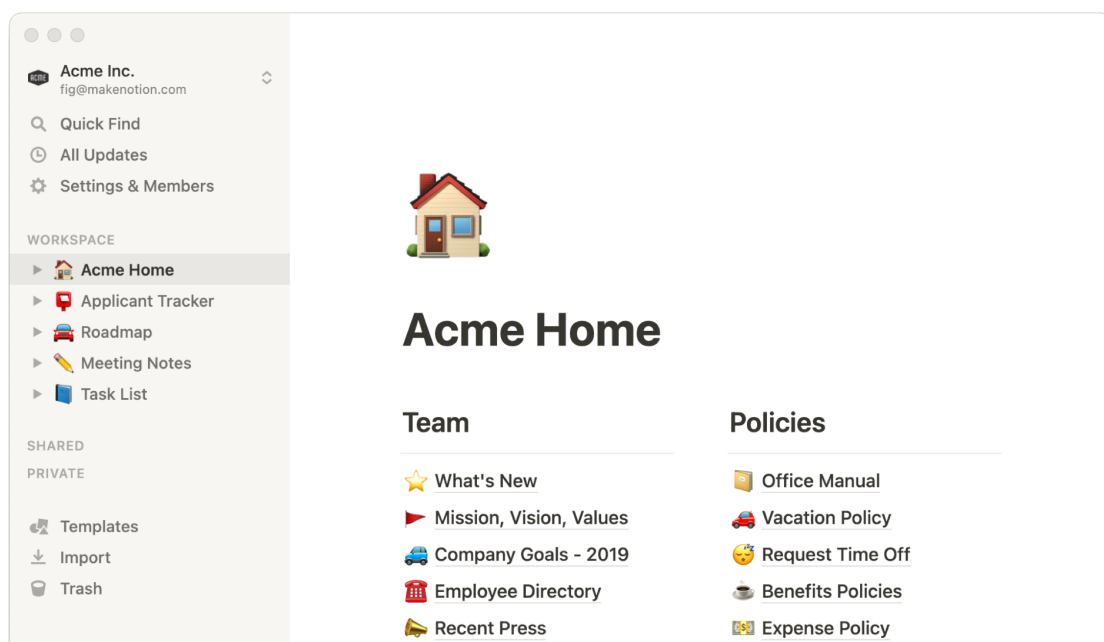 Acme Inc.
fig@makenotion.com
Quick Find
All Updates
Settings & Members
WORKSPACE
Acme Home
Applicant Tracker
Roadmap
Meeting Notes
Task List
SHARED
PRIVATE
Templates
Import
Trash
Acme Home
Team
What's New
Mission, Vision, Values
Company Goals - 2019
Employee Directory
Recent Press
Policies
Office Manual
Vacation Policy
Request Time Off
Benefits Policies
Expense Policy